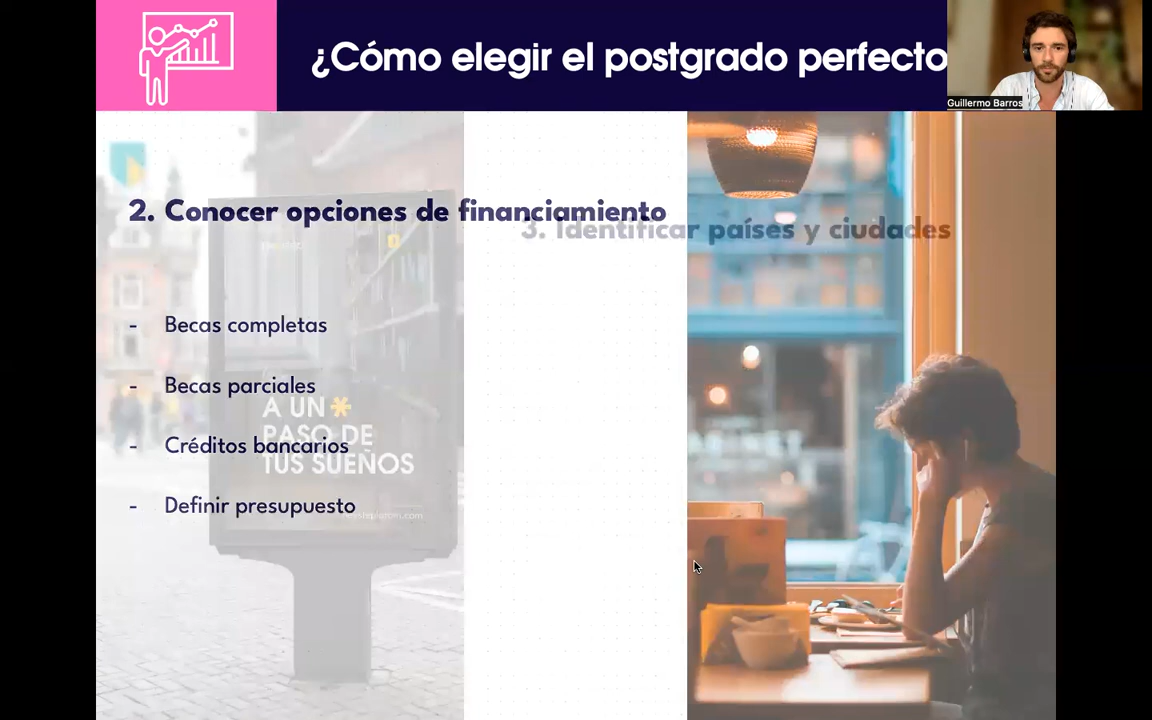 ¿Cómo elegir el postgrado perfecto
Guillermo Barros
2. Conocer opciones de financiamiento
3. Identificar países y ciudades
- Becas completas
- Becas parciales
A UN *
- Créditos bancarios
PASO DE
TUS SUEÑOS
- Definir presupuesto